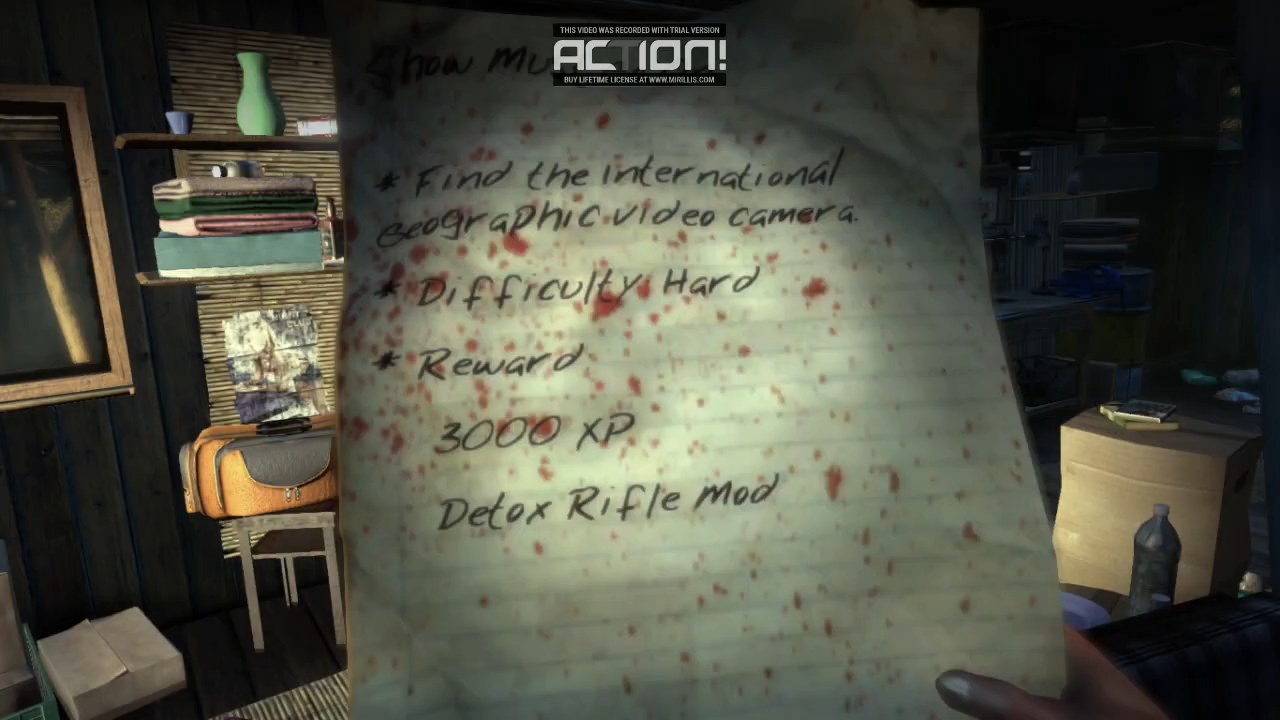 THIS VIDEO WAS RECORDED WITH TRIAL VERSION
ACTION!
BUY LIFETIME LICENSE AT WWW.MIRILLIS.COM
Show
* Find the international
geographic video camera.
* Difficulty: Hard
* Reward
3000 XP
Detox Rifle Mod